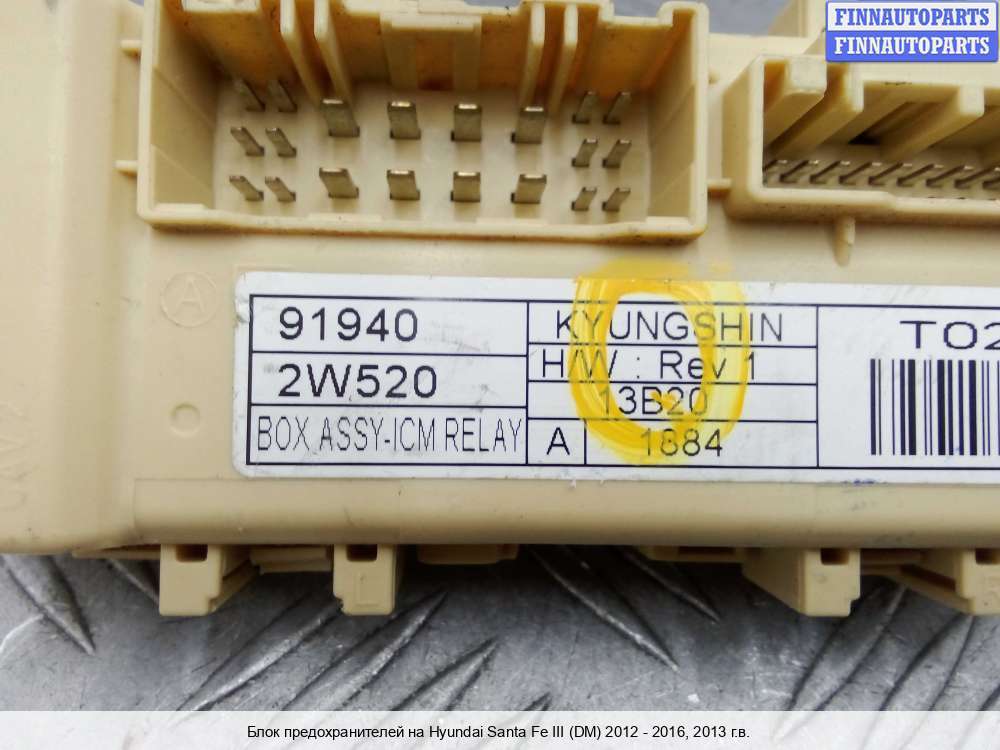 FINNAUTOPARTS
FINNAUTOPARTS
91940
2W520
BOX ASSY-ICM RELAY
KYUNGSHIN
H/W : Rev 1
13B20
A 1884
T02
A
L
Блок предохранителей на Hyundai Santa Fe III (DM) 2012 - 2016, 2013 г.в.